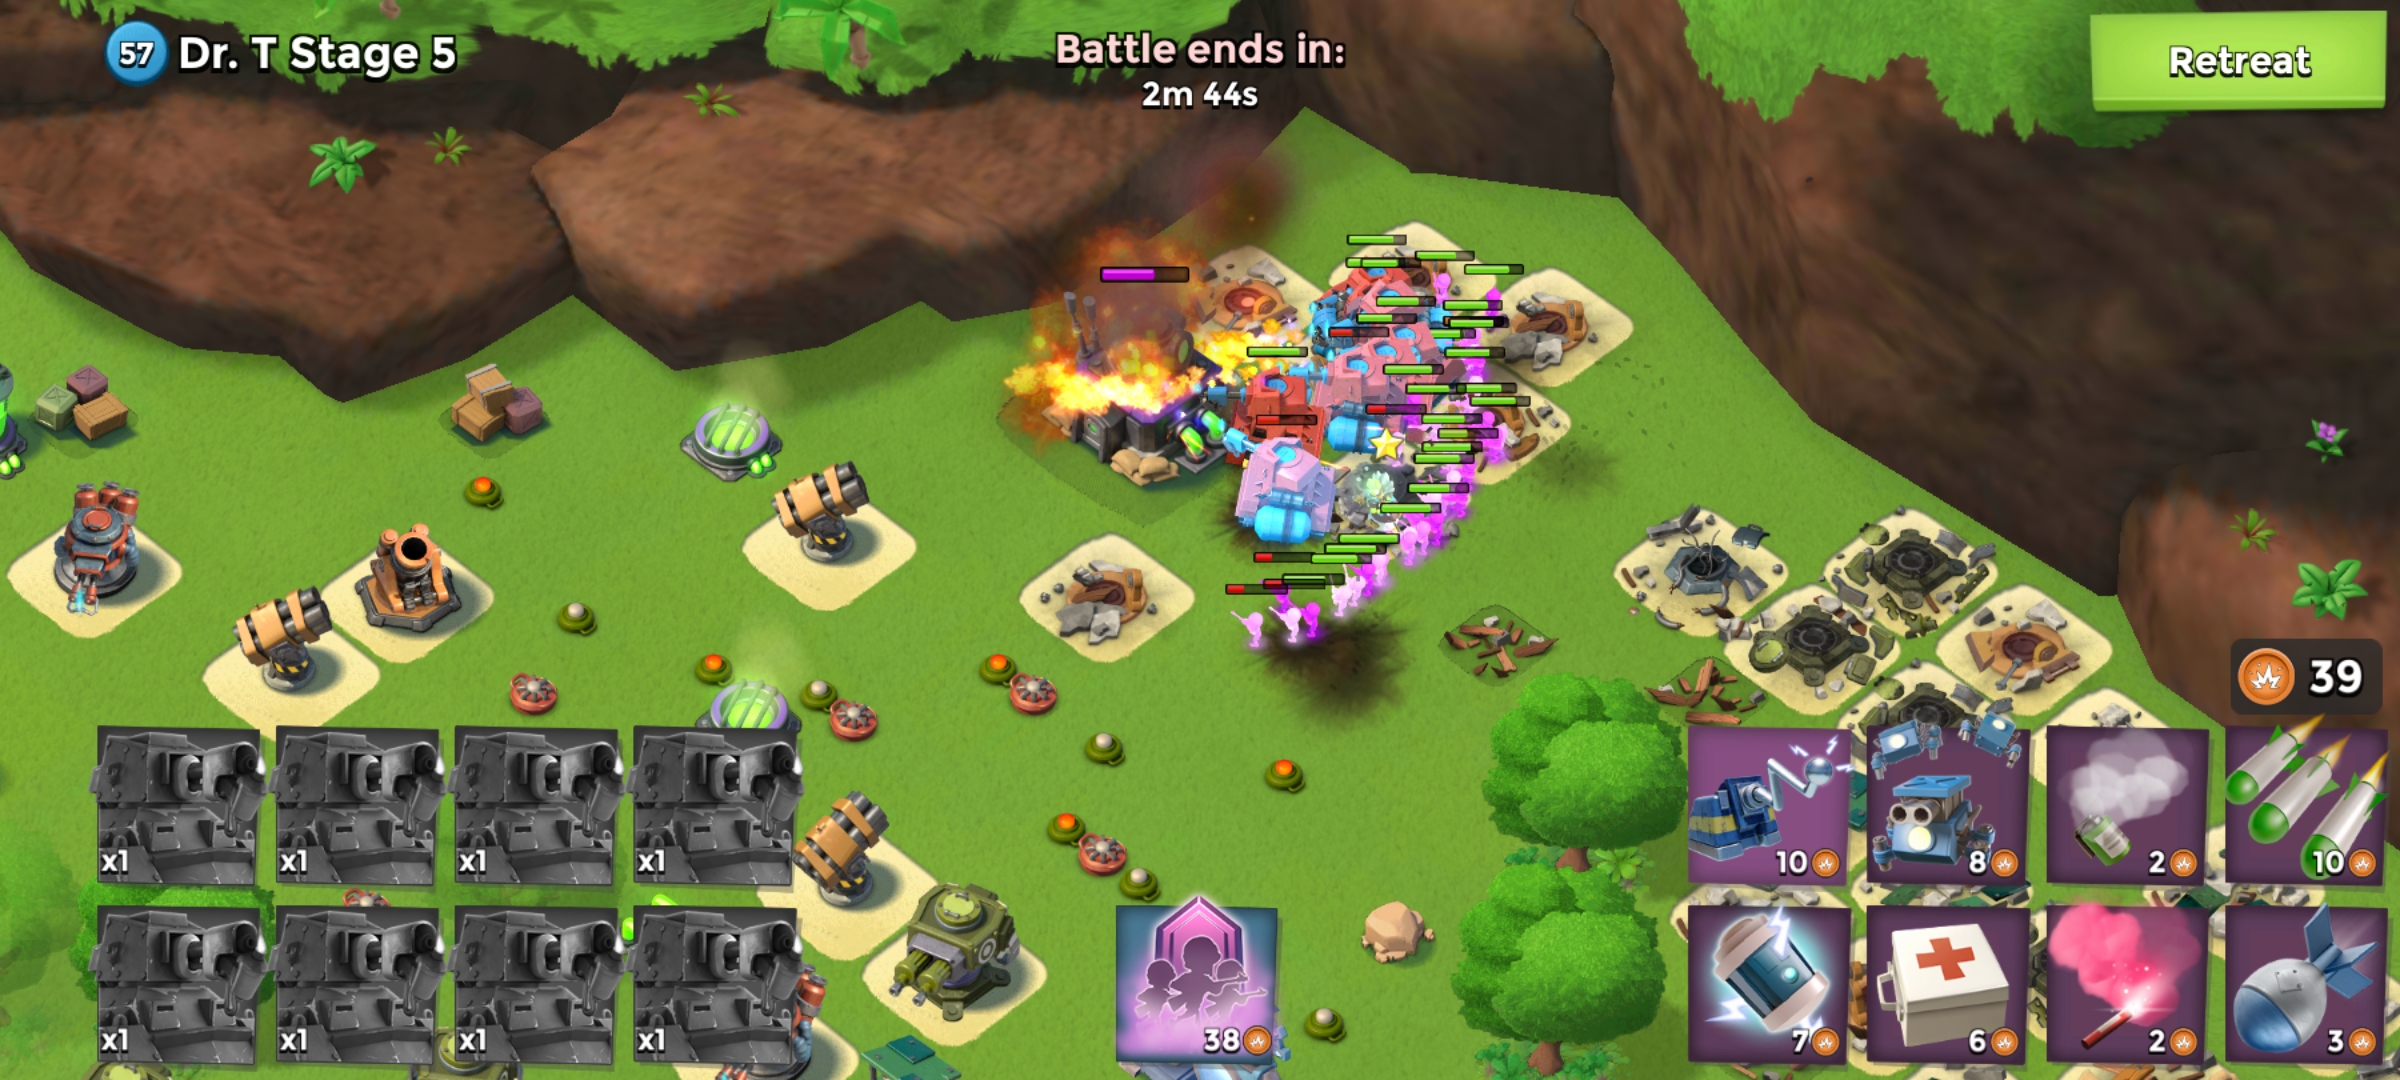 57 Dr. T Stage 5
Battle ends in:
2m 44s
Retreat
39
x1 x1 x1 x1
10 8 2 10
x1 x1 x1 x1
38
7 6 2 3